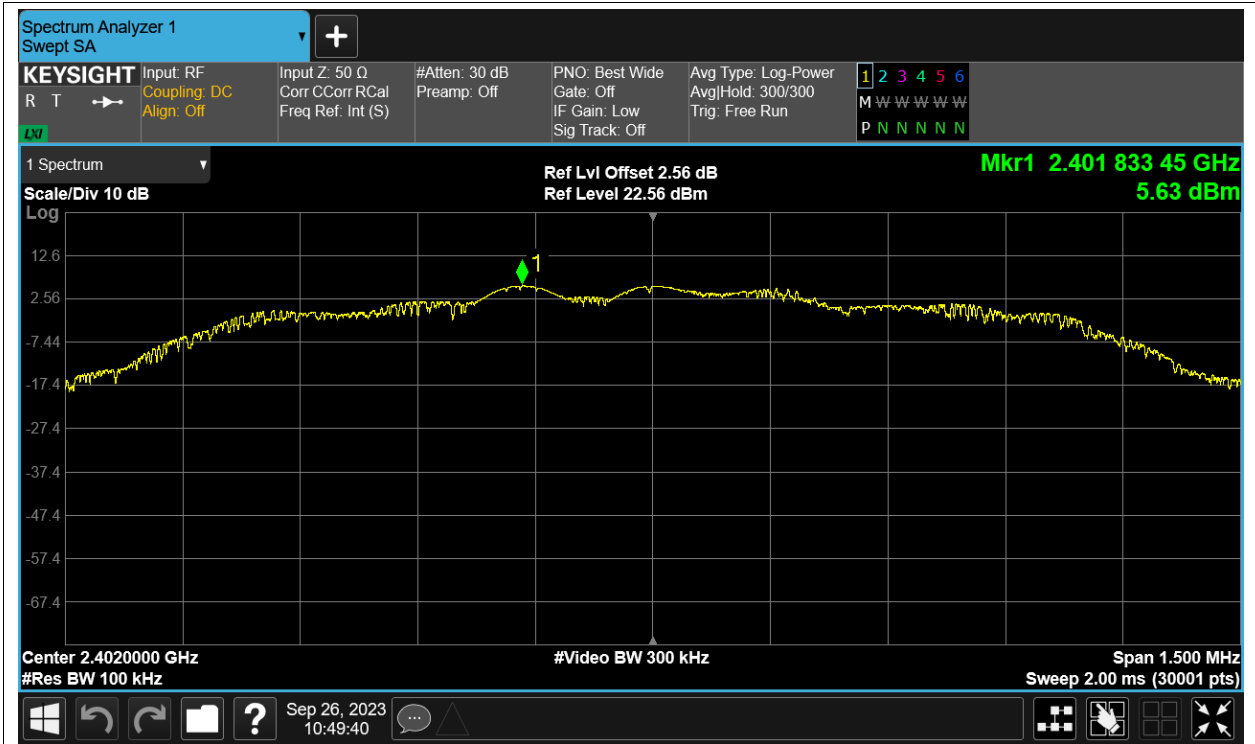 Spectrum Analyzer 1
Swept SA
KEYSIGHT
R T
LXI
Input: RF
Coupling: DC
Align: Off
Input Z: 50 Ω
Corr CCorr RCal
Freq Ref: Int (S)
#Atten: 30 dB
Preamp: Off
PNO: Best Wide
Gate: Off
IF Gain: Low
Sig Track: Off
Avg Type: Log-Power
Avg|Hold: 300/300
Trig: Free Run
1 2 3 4 5 6
M W W W W W
P N N N N N
1 Spectrum
Scale/Div 10 dB
Log
Ref Lvl Offset 2.56 dB
Ref Level 22.56 dBm
Mkr1 2.401 833 45 GHz
5.63 dBm
12.6
1
2.56
-7.44
-17.4
-27.4
-37.4
-47.4
-57.4
-67.4
Center 2.4020000 GHz
#Video BW 300 kHz
Span 1.500 MHz
#Res BW 100 kHz
Sweep 2.00 ms (30001 pts)
?
Sep 26, 2023
10:49:40